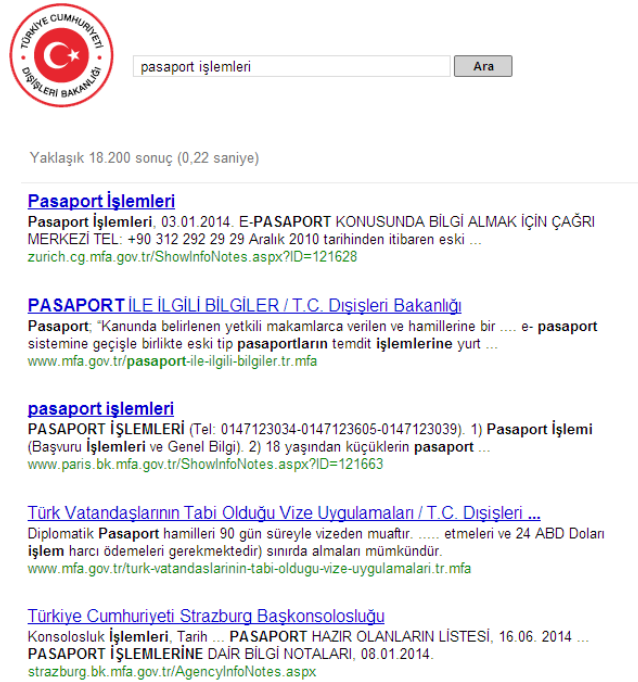 TÜRKİYE CUMHURİYETİ
DIŞİŞLERİ BAKANLIĞI
pasaport işlemleri
Ara
Yaklaşık 18.200 sonuç (0,22 saniye)
Pasaport İşlemleri
Pasaport İşlemleri, 03.01.2014. E-PASAPORT KONUSUNDA BİLGİ ALMAK İÇİN ÇAĞRI
MERKEZİ TEL: +90 312 292 29 29 Aralık 2010 tarihinden itibaren eski ...
zurich.cg.mfa.gov.tr/ShowInfoNotes.aspx?ID=121628
PASAPORT İLE İLGİLİ BİLGİLER / T.C. Dışişleri Bakanlığı
Pasaport; “Kanunda belirlenen yetkili makamlarca verilen ve hamillerine bir .... e- pasaport
sistemine geçişle birlikte eski tip pasaportların temdit işlemlerine yurt ...
www.mfa.gov.tr/pasaport-ile-ilgili-bilgiler.tr.mfa
pasaport işlemleri
PASAPORT İŞLEMLERİ (Tel: 0147123034-0147123605-0147123039). 1) Pasaport İşlemi
(Başvuru İşlemleri ve Genel Bilgi). 2) 18 yaşından küçüklerin pasaport ...
www.paris.bk.mfa.gov.tr/ShowInfoNotes.aspx?ID=121663
Türk Vatandaşlarının Tabi Olduğu Vize Uygulamaları / T.C. Dışişleri ...
Diplomatik Pasaport hamilleri 90 gün süreyle vizeden muaftır. ..... etmeleri ve 24 ABD Doları
işlem harcı ödemeleri gerekmektedir) sınırda almaları mümkündür.
www.mfa.gov.tr/turk-vatandaslarinin-tabi-oldugu-vize-uygulamalari.tr.mfa
Türkiye Cumhuriyeti Strazburg Başkonsolosluğu
Konsolosluk İşlemleri, Tarih ... PASAPORT HAZIR OLANLARIN LİSTESİ, 16.06. 2014 ...
PASAPORT İŞLEMLERİNE DAİR BİLGİ NOTALARI, 08.01.2014.
strazburg.bk.mfa.gov.tr/AgencyInfoNotes.aspx